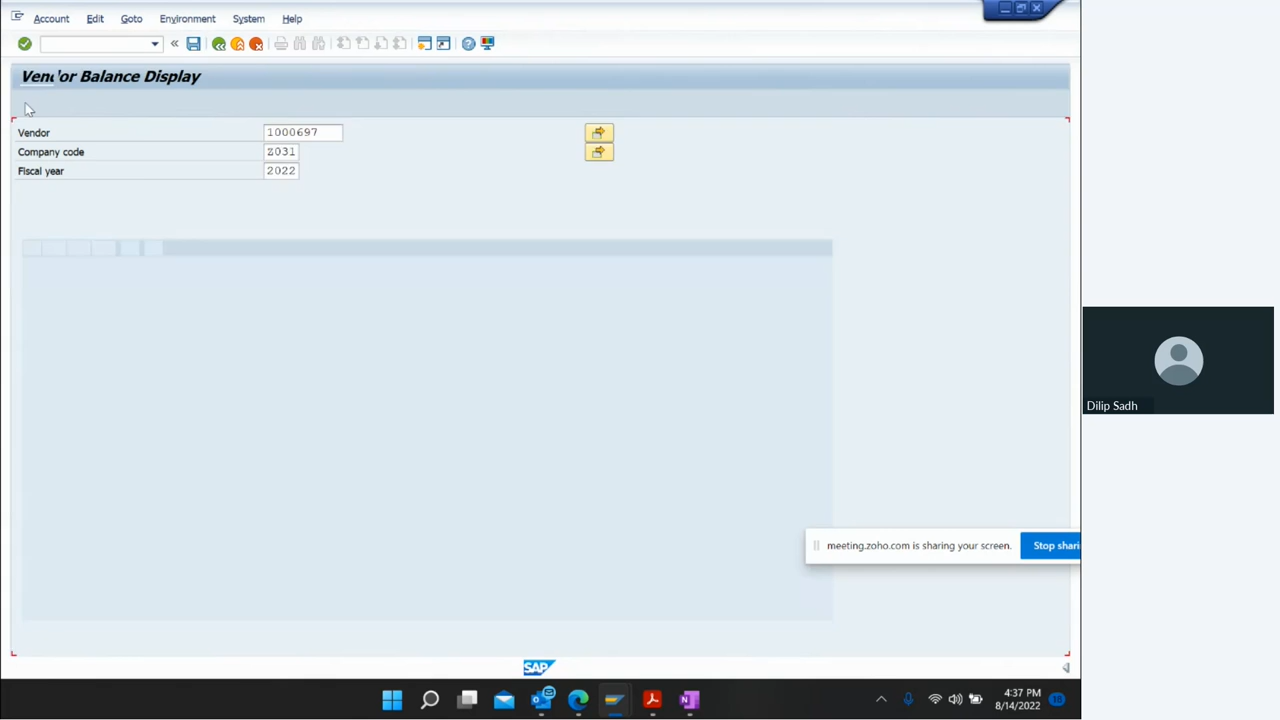 Account Edit Goto Environment System Help
Vendor Balance Display
Vendor 1000697
Company code Z031
Fiscal year 2022
Dilip Sadh
meeting.zoho.com is sharing your screen. Stop shari
SAP
4:37 PM
8/14/2022